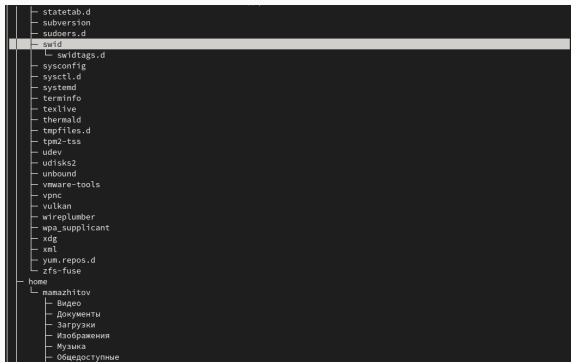 statetab.d
subversion
sudoers.d
swid
swidtags.d
sysconfig
sysctl.d
systemd
terminfo
texlive
thermald
tmpfiles.d
tpm2-tss
udev
udisks2
unbound
vmware-tools
vpnc
vulkan
wireplumber
wpa_supplicant
xdg
xml
yum.repos.d
zfs-fuse
home
mamazhitov
Видео
Документы
Загрузки
Изображения
Музыка
Общедоступные